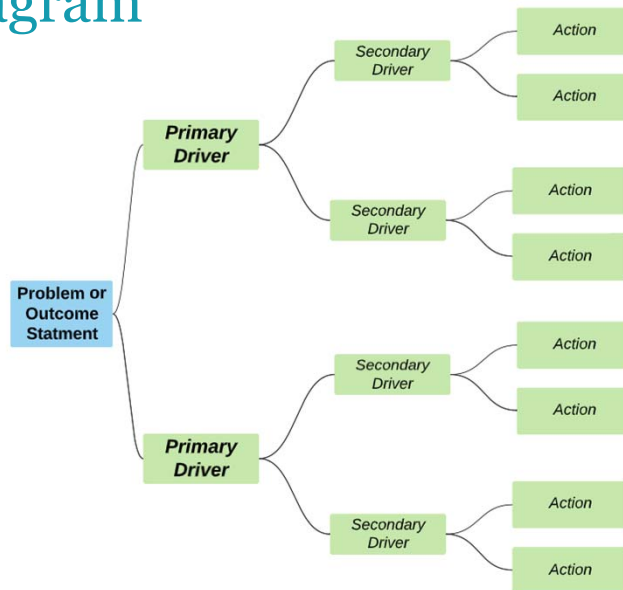 Action
Secondary
Driver
Action
Primary
Driver
Action
Secondary
Driver
Action
Problem or
Outcome
Statment
Action
Secondary
Driver
Action
Primary
Driver
Action
Secondary
Driver
Action